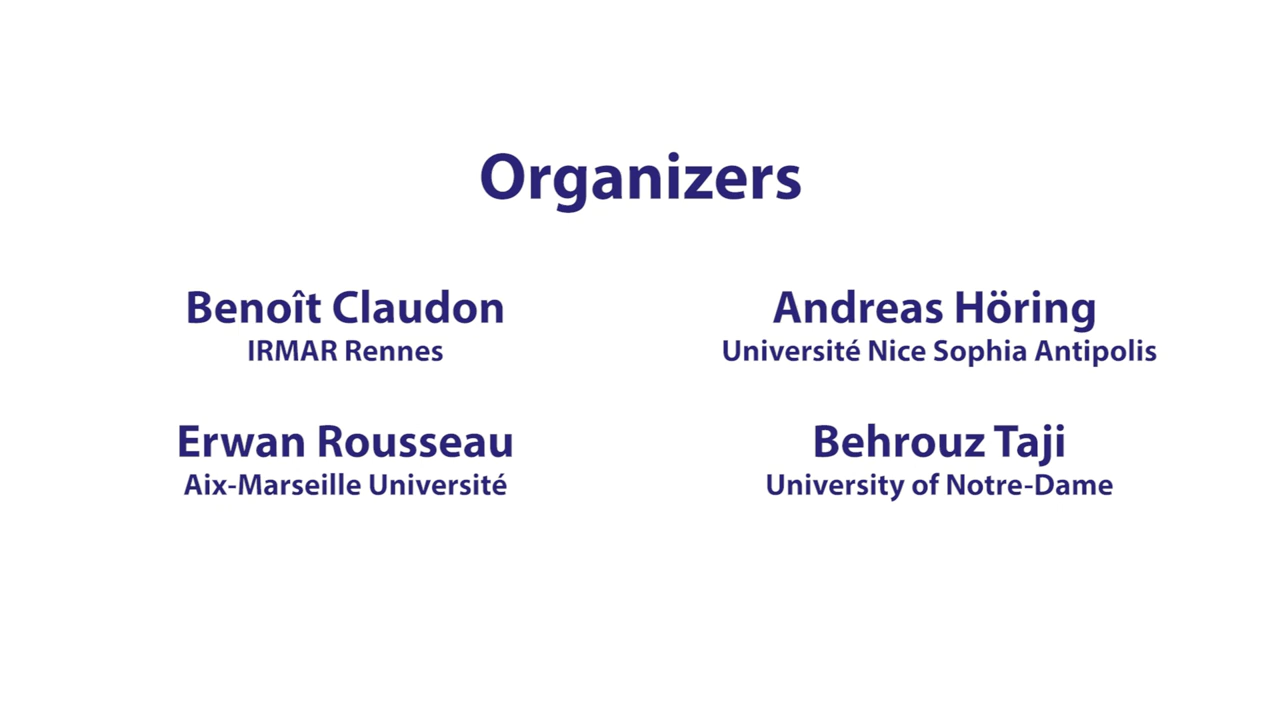 Organizers
Benoît Claudon
IRMAR Rennes
Andreas Höring
Université Nice Sophia Antipolis
Erwan Rousseau
Aix-Marseille Université
Behrouz Taji
University of Notre-Dame